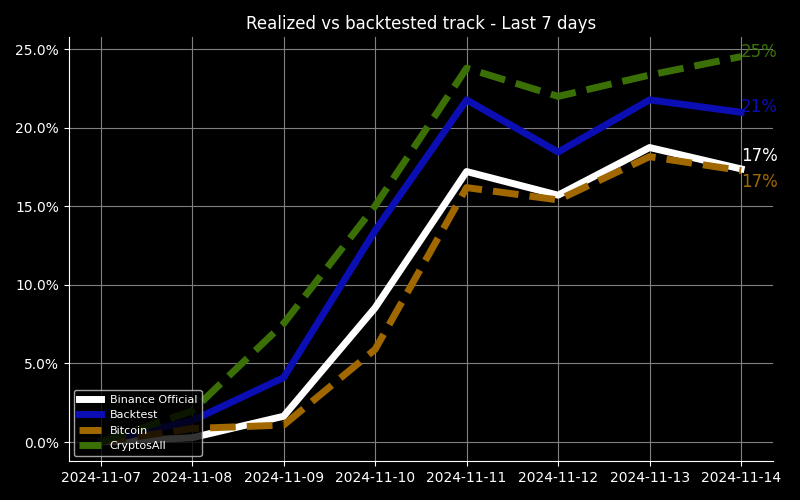 Realized vs backtested track - Last 7 days
25.0%
20.0%
15.0%
10.0%
5.0%
0.0%
25%
21%
17%
17%
Binance Official
Backtest
Bitcoin
CryptosAll
2024-11-07 2024-11-08 2024-11-09 2024-11-10 2024-11-11 2024-11-12 2024-11-13 2024-11-14